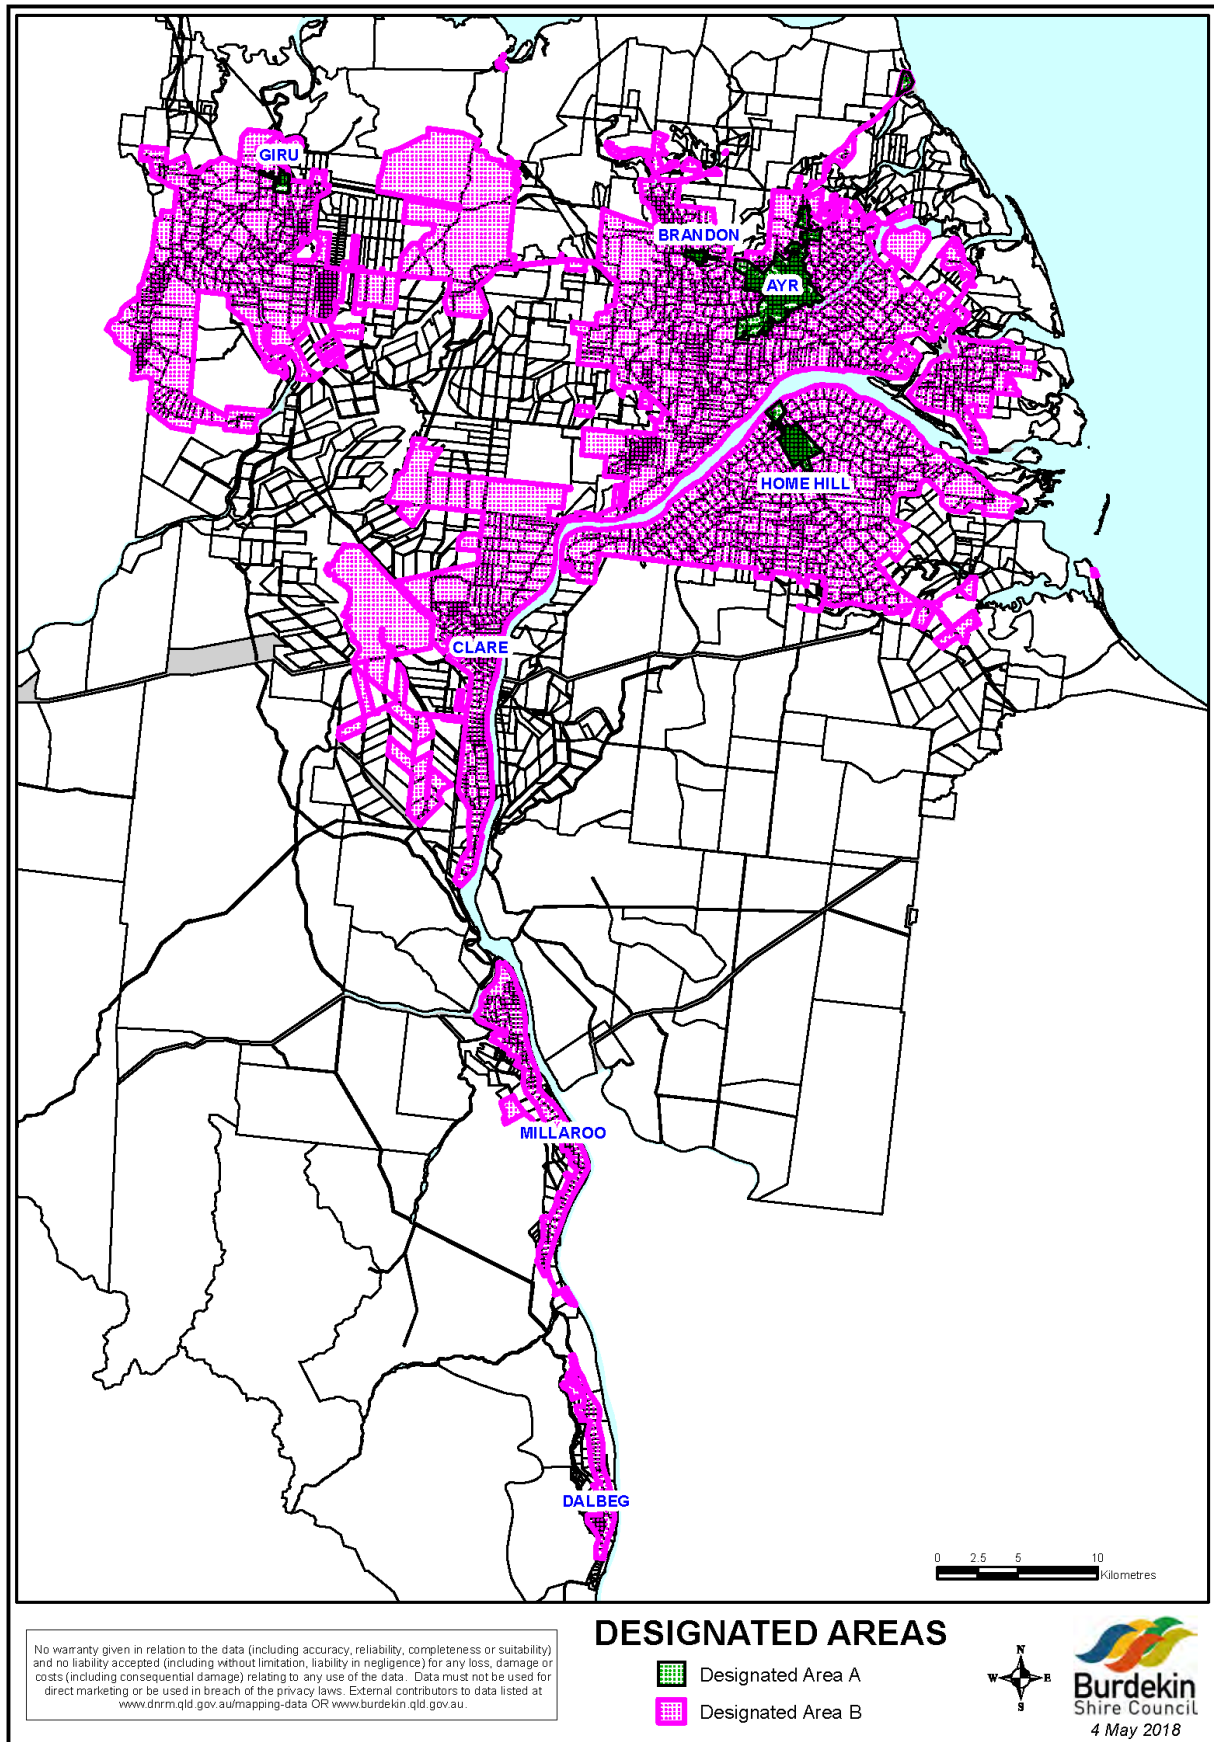 GIRU
BRANDON
AYR
HOME HILL
CLARE
MILLAROO
DALBEG
0 2.5 5 10
Kilometres
No warranty given in relation to the data (including accuracy, reliability, completeness or suitability)
and no liability accepted (including without limitation, liability in negligence) for any loss, damage or
costs (including consequential damage) relating to any use of the data. Data must not be used for
direct marketing or be used in breach of the privacy laws. External contributors to data listed at
www.dnrm.qld.gov.au/mapping-data OR www.burdekin.qld.gov.au.
DESIGNATED AREAS
Designated Area A
Designated Area B
N
W E
S
Burdekin
Shire Council
4 May 2018